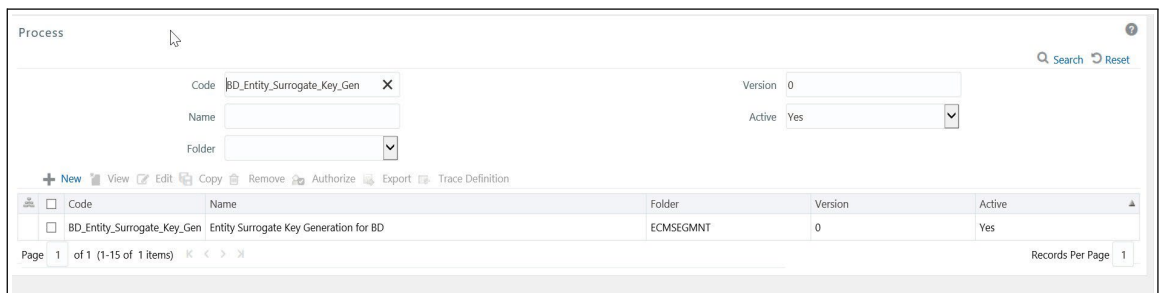 Process
Search Reset
Code BD_Entity_Surrogate_Key_Gen Version 0
Name Active Yes
Folder
New View Edit Copy Remove Authorize Export Trace Definition
Code Name Folder Version Active
BD_Entity_Surrogate_Key_Gen Entity Surrogate Key Generation for BD ECMSEGMNT 0 Yes
Page 1 of 1 (1-15 of 1 items) Records Per Page 1